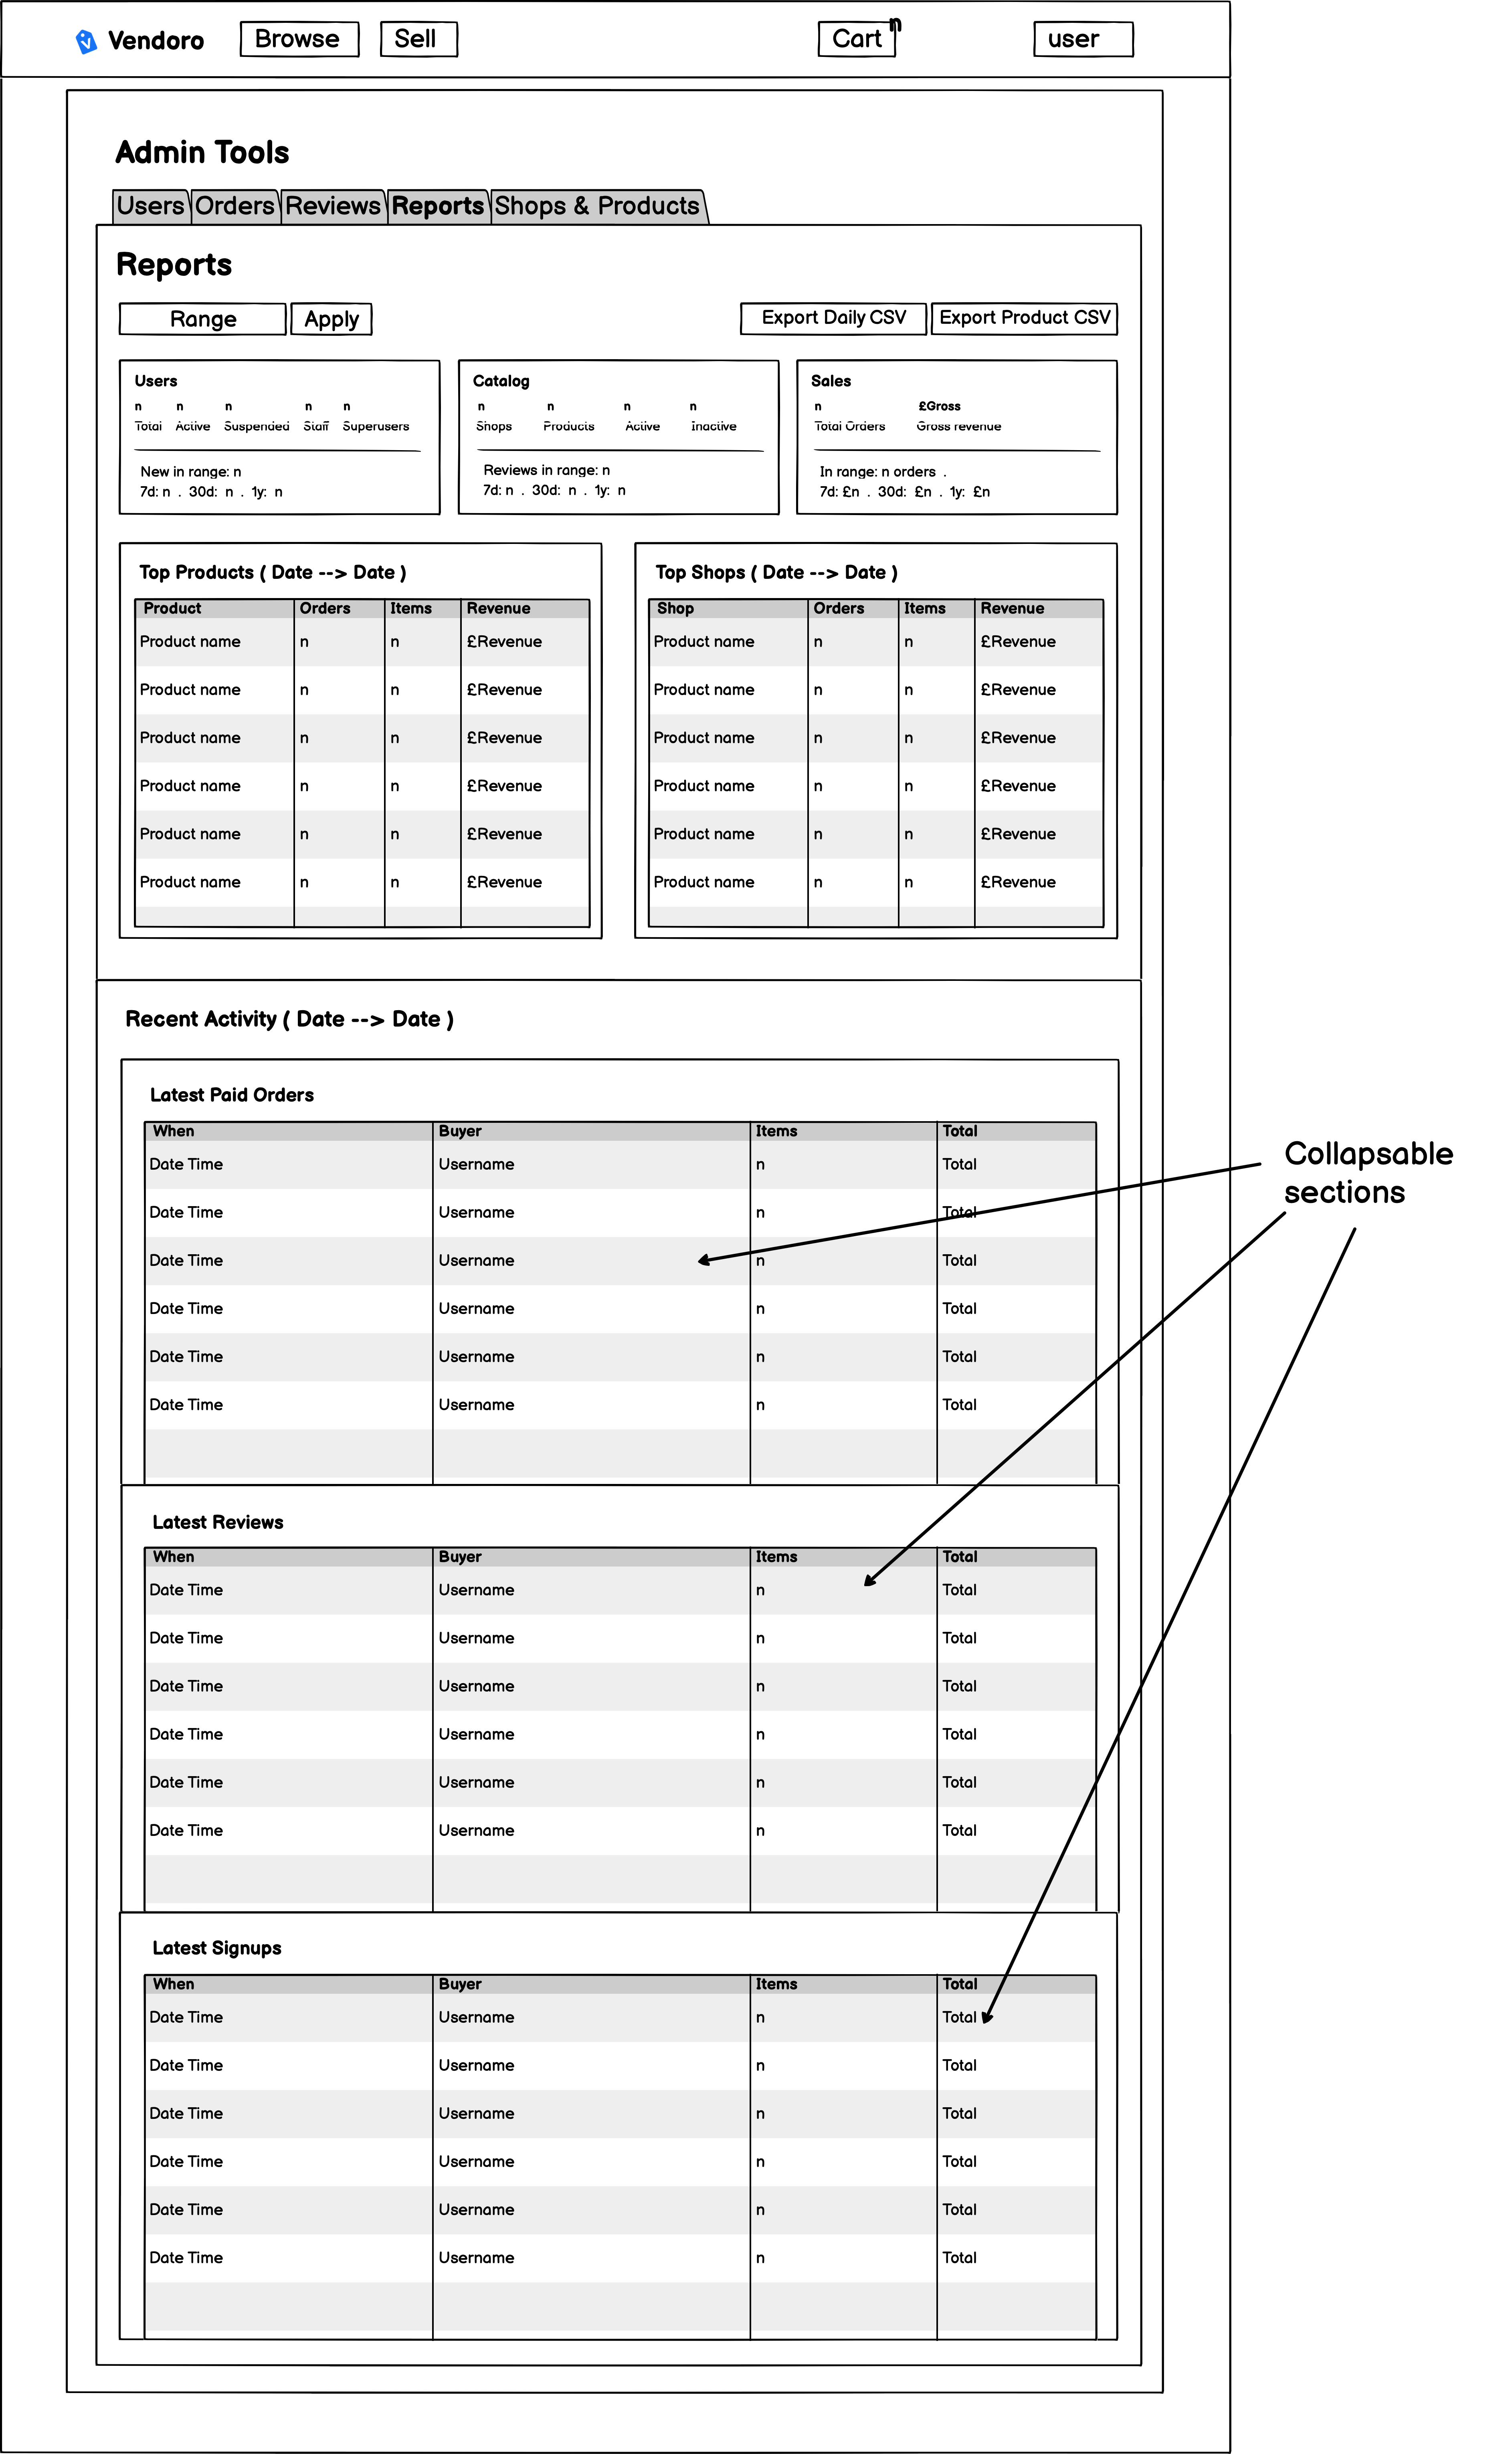 Vendoro Browse Sell Cart n user
Admin Tools
Users Orders Reviews Reports Shops & Products
Reports
Range Apply Export Daily CSV Export Product CSV
Users
n n n n n
Total Active Suspended Staff Superusers
New in range: n
7d: n . 30d: n . 1y: n
Catalog
n n n n
Shops Products Active Inactive
Reviews in range: n
7d: n . 30d: n . 1y: n
Sales
n £Gross
Total Orders Gross revenue
In range: n orders .
7d: £n . 30d: £n . 1y: £n
Top Products ( Date --> Date )
Product Orders Items Revenue
Product name n n £Revenue
Product name n n £Revenue
Product name n n £Revenue
Product name n n £Revenue
Product name n n £Revenue
Product name n n £Revenue
Top Shops ( Date --> Date )
Shop Orders Items Revenue
Product name n n £Revenue
Product name n n £Revenue
Product name n n £Revenue
Product name n n £Revenue
Product name n n £Revenue
Product name n n £Revenue
Recent Activity ( Date --> Date )
Latest Paid Orders
When Buyer Items Total
Date Time Username n Total
Date Time Username n Total
Date Time Username n Total
Date Time Username n Total
Date Time Username n Total
Date Time Username n Total
Latest Reviews
When Buyer Items Total
Date Time Username n Total
Date Time Username n Total
Date Time Username n Total
Date Time Username n Total
Date Time Username n Total
Date Time Username n Total
Latest Signups
When Buyer Items Total
Date Time Username n Total
Date Time Username n Total
Date Time Username n Total
Date Time Username n Total
Date Time Username n Total
Date Time Username n Total
Collapsable
sections